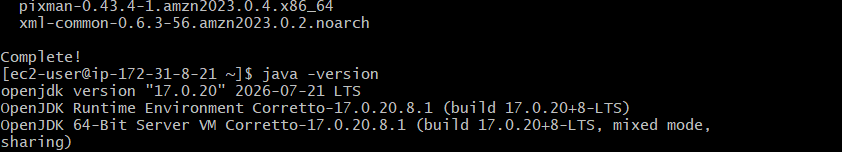 pixman-0.43.4-1.amzn2023.0.4.x86_64
xml-common-0.6.3-56.amzn2023.0.2.noarch
Complete!
[ec2-user@ip-172-31-8-21 ~]$ java -version
openjdk version "17.0.20" 2026-07-21 LTS
OpenJDK Runtime Environment Corretto-17.0.20.8.1 (build 17.0.20+8-LTS)
OpenJDK 64-Bit Server VM Corretto-17.0.20.8.1 (build 17.0.20+8-LTS, mixed mode,
sharing)